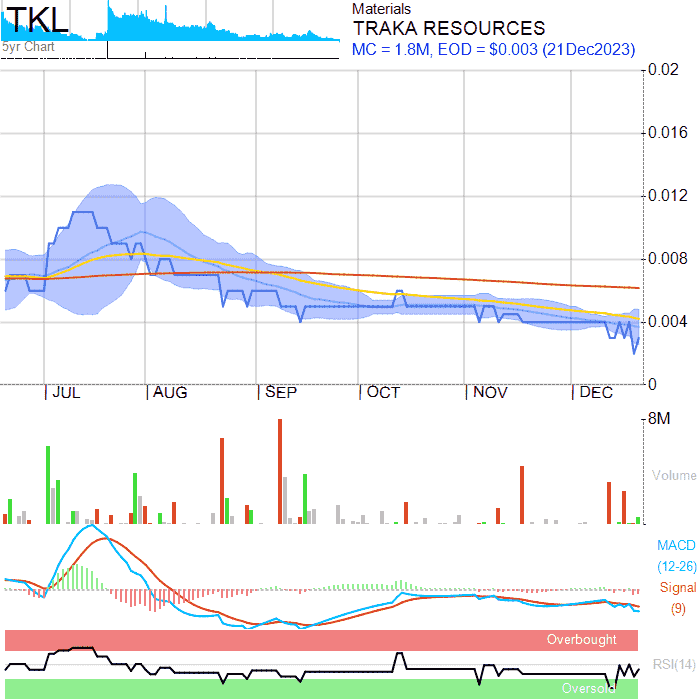 TKL
5yr Chart
Materials
TRAKA RESOURCES
MC = 1.8M, EOD = $0.003 (21Dec2023)
0.02
0.016
0.012
0.008
0.004
0
JUL AUG SEP OCT NOV DEC
8M
Volume
MACD
(12-26)
Signal
(9)
Overbought
RSI(14)
Oversold